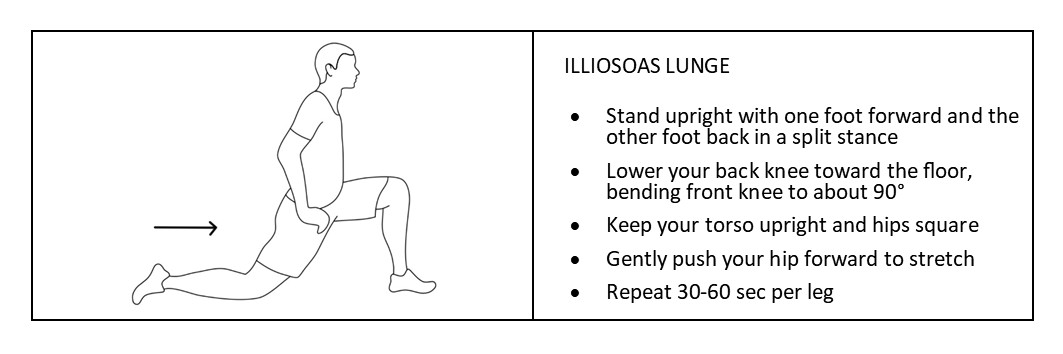 ILLIOSOAS LUNGE
• Stand upright with one foot forward and the
other foot back in a split stance
• Lower your back knee toward the floor,
bending front knee to about 90°
• Keep your torso upright and hips square
• Gently push your hip forward to stretch
• Repeat 30-60 sec per leg